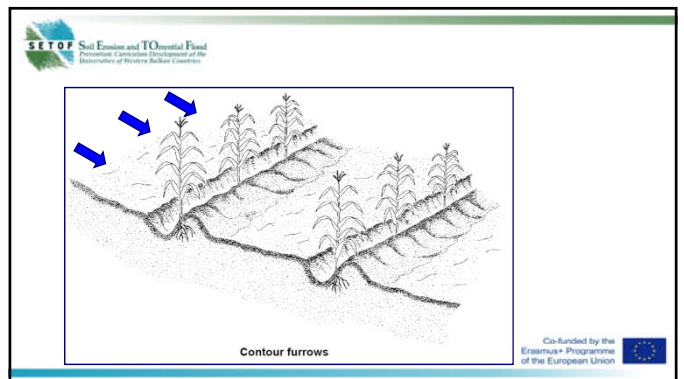 SETOF Soil Erosion and TOrrential Flood
Prevention: Curriculum Development at the
Universities of Western Balkan Countries
Contour furrows
Co-funded by the
Erasmus+ Programme
of the European Union